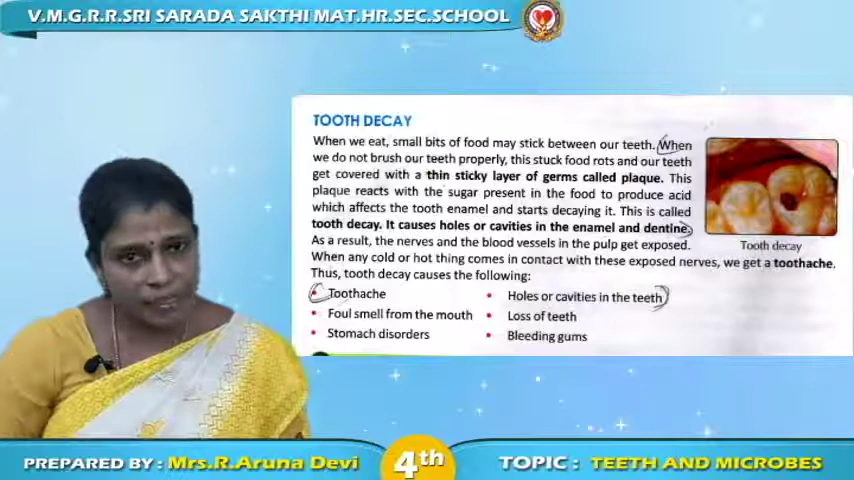 V.M.G.R.R.SRI SARADA SAKTHI MAT.HR.SEC.SCHOOL
TOOTH DECAY
When we eat, small bits of food may stick between our teeth. When
we do not brush our teeth properly, this stuck food rots and our teeth
get covered with a thin sticky layer of germs called plaque. This
plaque reacts with the sugar present in the food to produce acid
which affects the tooth enamel and starts decaying it. This is called
tooth decay. It causes holes or cavities in the enamel and dentine.
As a result, the nerves and the blood vessels in the pulp get exposed.
Tooth decay
When any cold or hot thing comes in contact with these exposed nerves, we get a toothache.
Thus, tooth decay causes the following:
• Toothache
• Holes or cavities in the teeth
• Foul smell from the mouth
• Loss of teeth
• Stomach disorders
• Bleeding gums
PREPARED BY : Mrs.R.Aruna Devi
4th
TOPIC : TEETH AND MICROBES